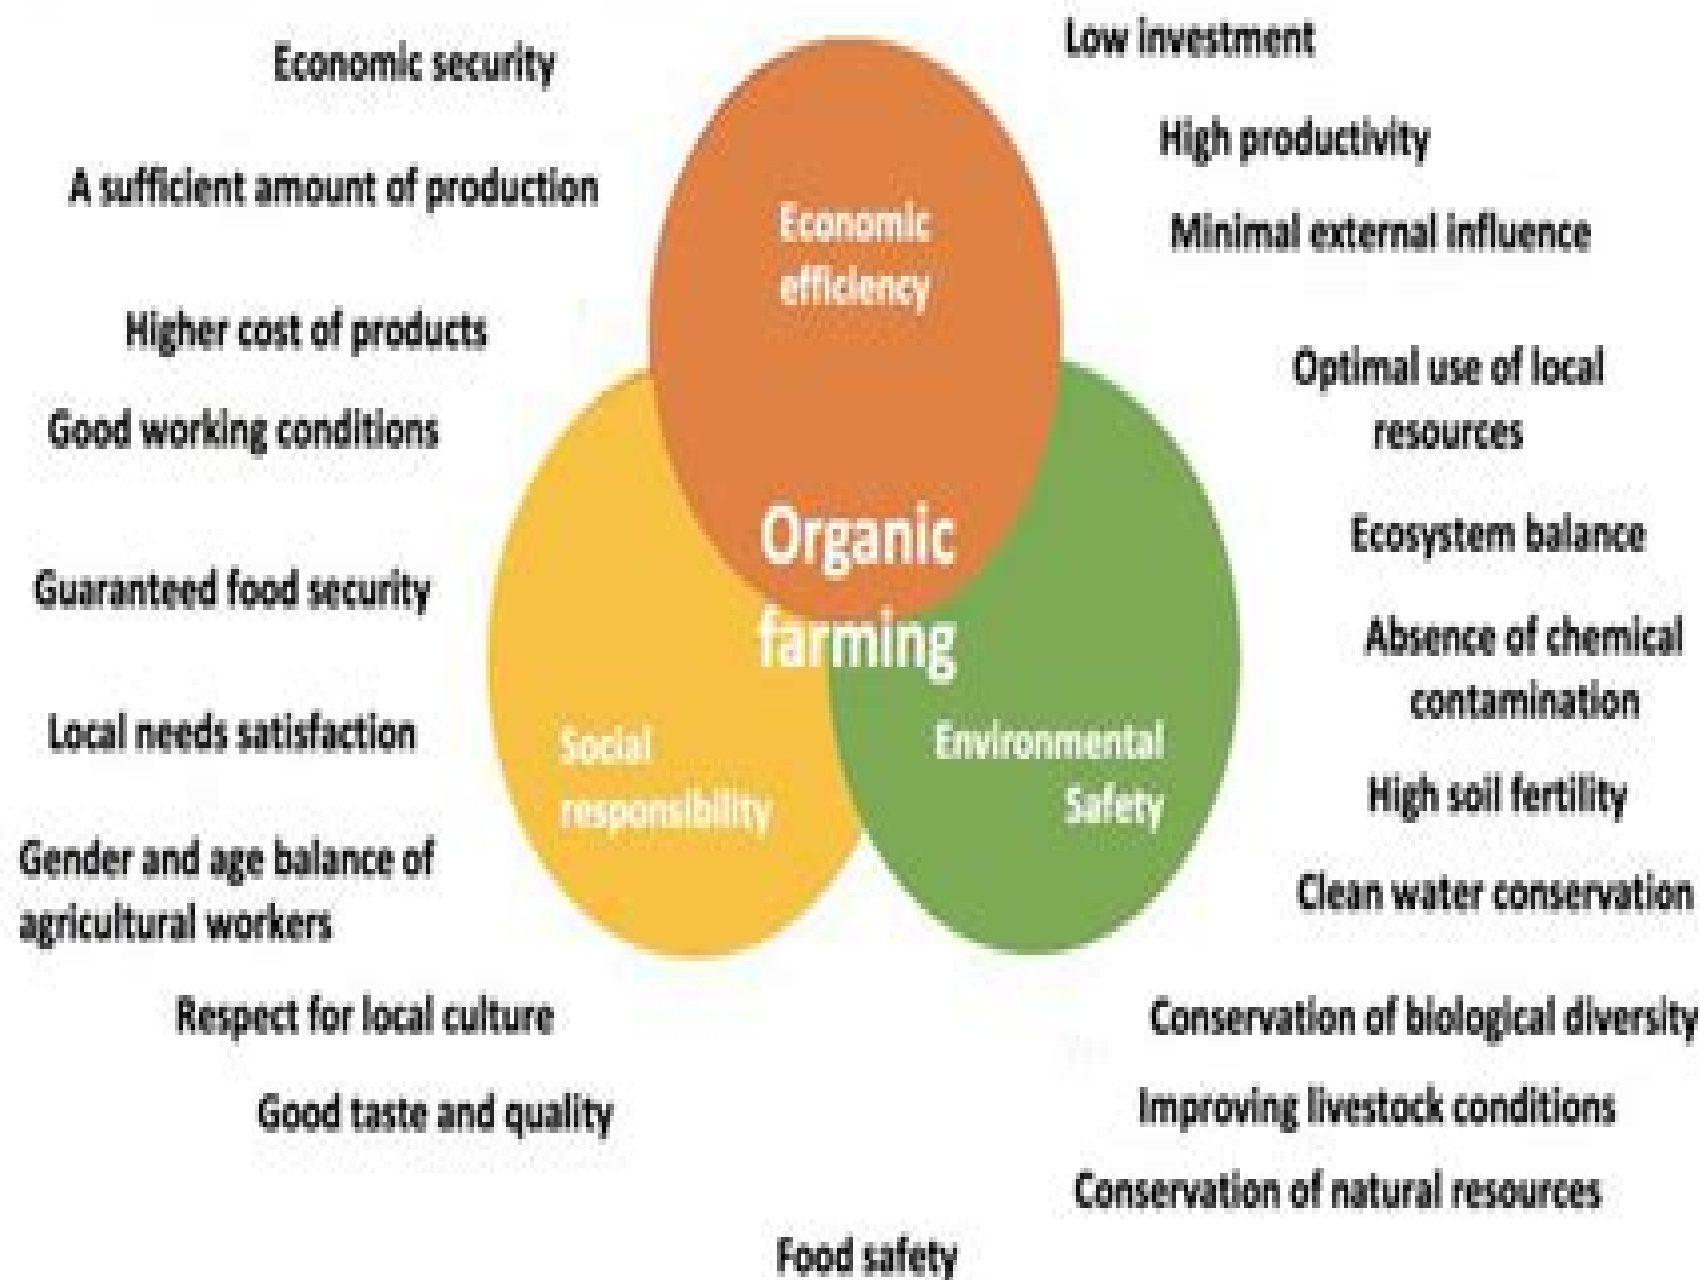 Economic security
Low investment
High productivity
A sufficient amount of production
Minimal external influence
Economic
efficiency
Higher cost of products
Optimal use of local
resources
Good working conditions
Organic
farming
Ecosystem balance
Guaranteed food security
Absence of chemical
contamination
Local needs satisfaction
Social
responsibility
Environmental
Safety
High soil fertility
Gender and age balance of
agricultural workers
Clean water conservation
Respect for local culture
Conservation of biological diversity
Good taste and quality
Improving livestock conditions
Conservation of natural resources
Food safety